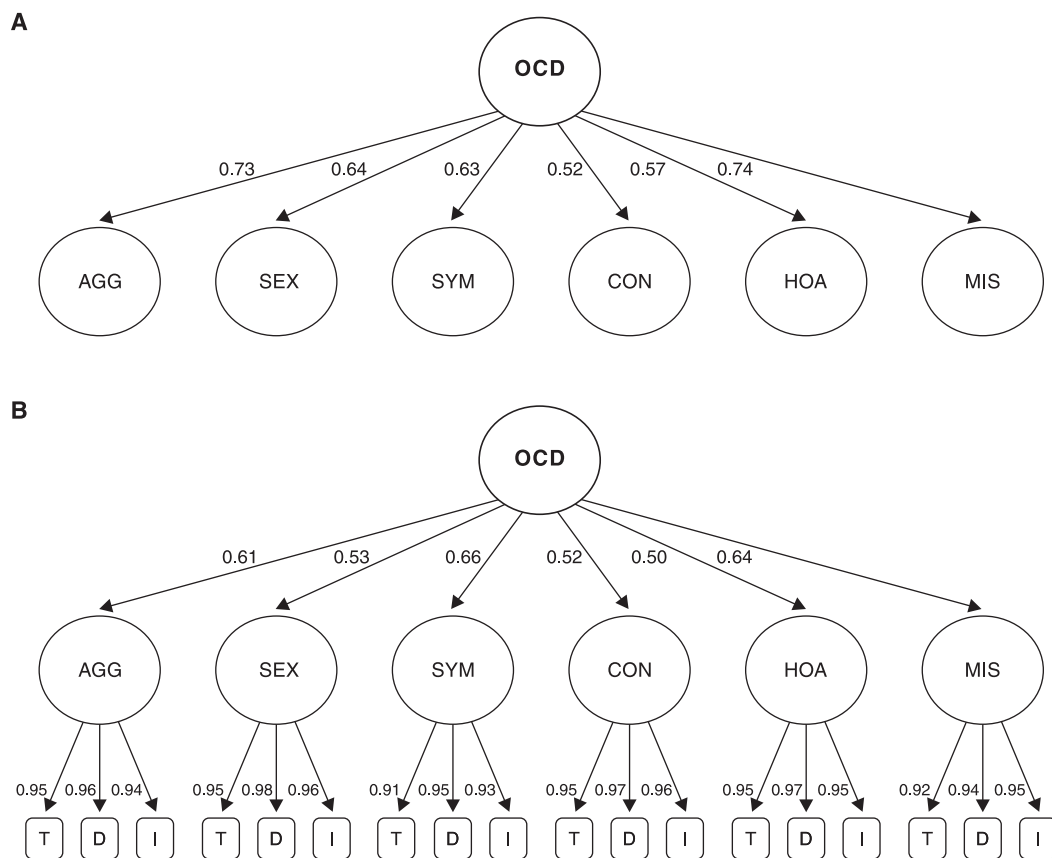 A
OCD
0.73 0.64 0.63 0.52 0.57 0.74
AGG SEX SYM CON HOA MIS
B
OCD
0.61 0.53 0.66 0.52 0.50 0.64
AGG SEX SYM CON HOA MIS
0.95 0.96 0.94 0.95 0.98 0.96 0.91 0.95 0.93 0.95 0.97 0.96 0.95 0.97 0.95 0.92 0.94 0.95
T D I T D I T D I T D I T D I T D I